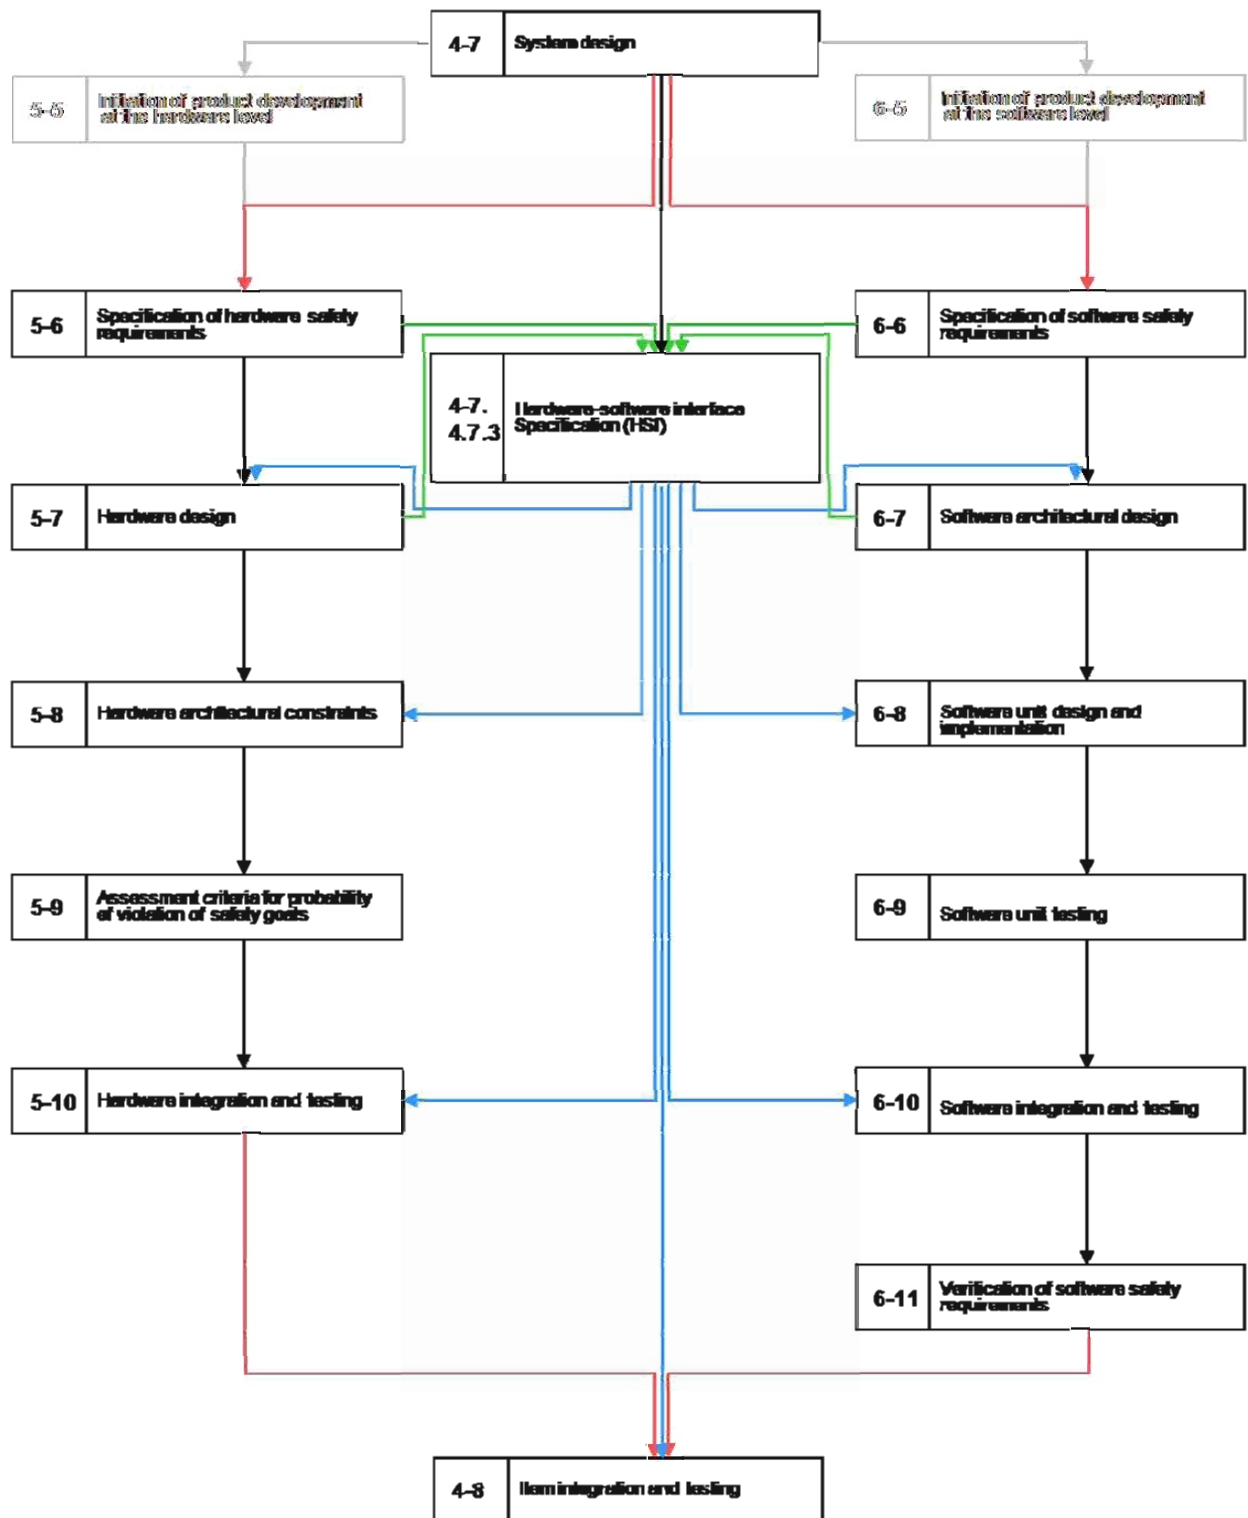 4-7 System design
5-5 Initiation of product development
at the hardware level
6-5 Initiation of product development
at the software level
5-6 Specification of hardware safety
requirements
6-6 Specification of software safety
requirements
4-7.
4.7.3
Hardware-software interface
Specification (HSI)
5-7 Hardware design
6-7 Software architectural design
5-8 Hardware architectural constraints
6-8 Software unit design and
implementation
5-9 Assessment criteria for probability
of violation of safety goals
6-9 Software unit testing
5-10 Hardware integration and testing
6-10 Software integration and testing
6-11 Verification of software safety
requirements
4-8 Item integration and testing